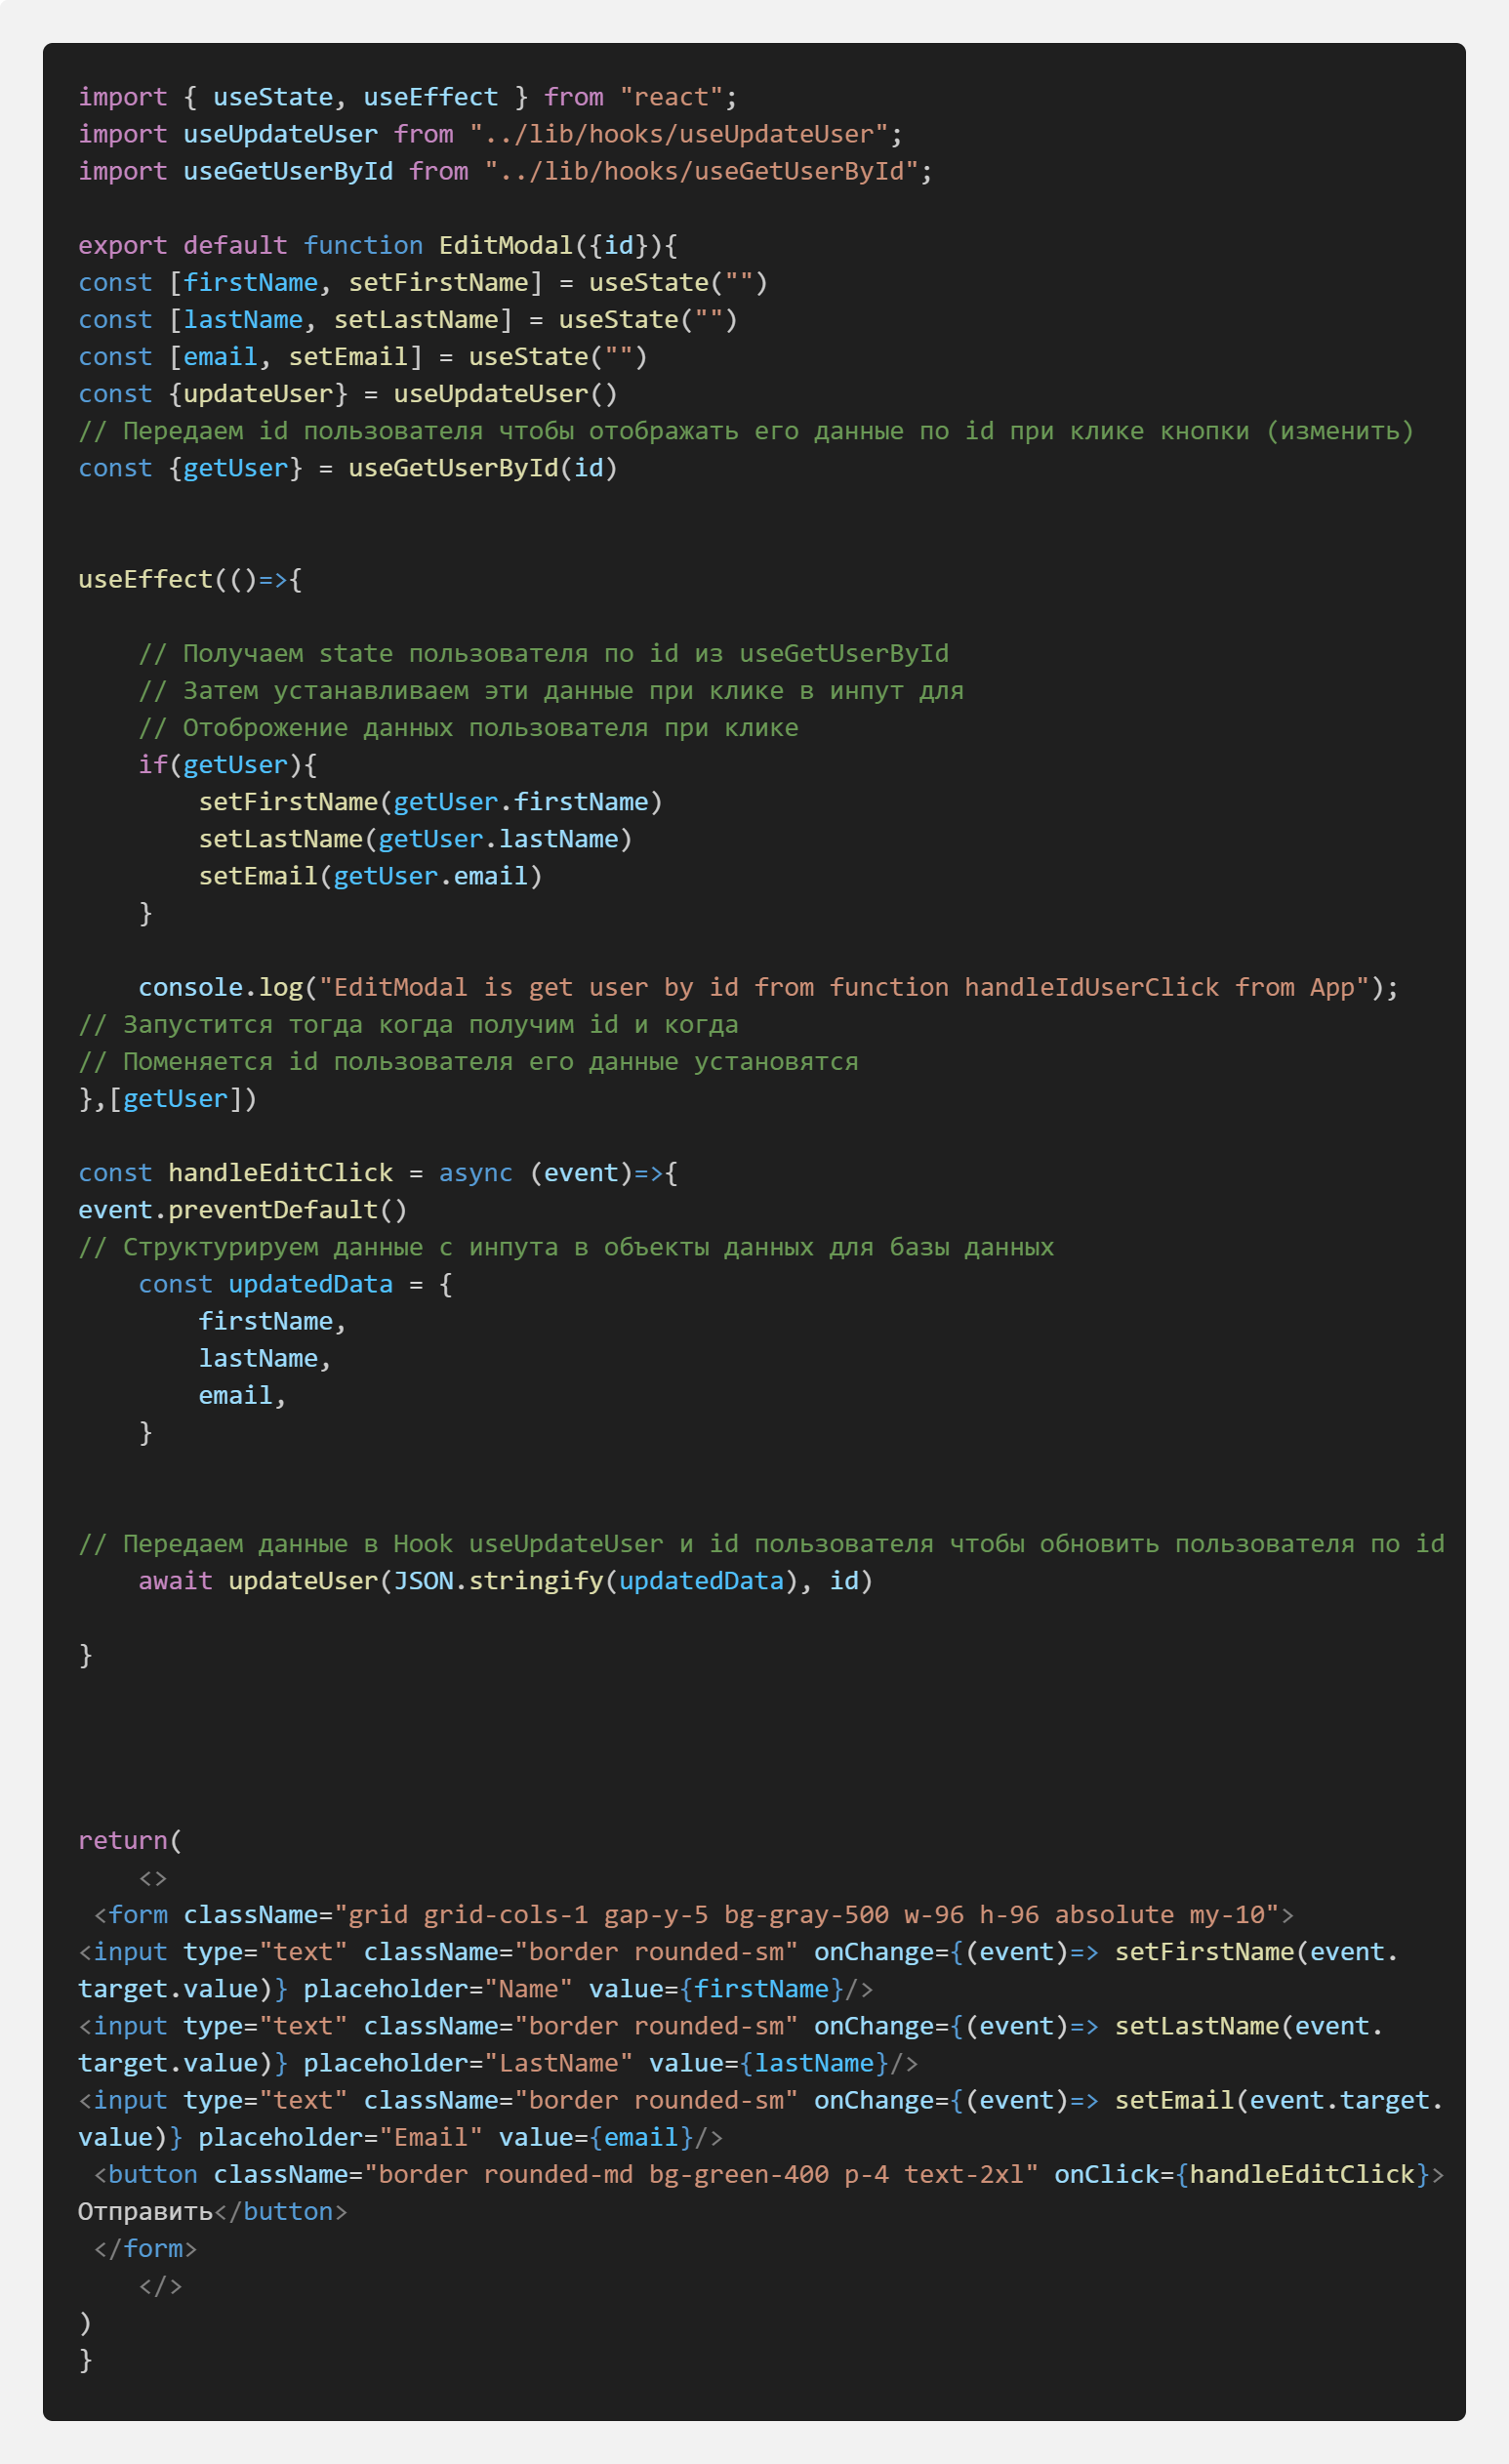 import { useState, useEffect } from "react";
import useUpdateUser from "../lib/hooks/useUpdateUser";
import useGetUserById from "../lib/hooks/useGetUserById";

export default function EditModal({id}){
const [firstName, setFirstName] = useState("")
const [lastName, setLastName] = useState("")
const [email, setEmail] = useState("")
const {updateUser} = useUpdateUser()
// Передаем id пользователя чтобы отображать его данные по id при клике кнопки (изменить)
const {getUser} = useGetUserById(id)

useEffect(()=>{

    // Получаем state пользователя по id из useGetUserById
    // Затем устанавливаем эти данные при клике в инпут для
    // Отоброжение данных пользователя при клике
    if(getUser){
        setFirstName(getUser.firstName)
        setLastName(getUser.lastName)
        setEmail(getUser.email)
    }

    console.log("EditModal is get user by id from function handleIdUserClick from App");
// Запустится тогда когда получим id и когда
// Поменяется id пользователя его данные установятся
},[getUser])

const handleEditClick = async (event)=>{
event.preventDefault()
// Структурируем данные с инпута в объекты данных для базы данных
    const updatedData = {
        firstName,
        lastName,
        email,
    }

// Передаем данные в Hook useUpdateUser и id пользователя чтобы обновить пользователя по id
    await updateUser(JSON.stringify(updatedData), id)

}

return(
    <>
 <form className="grid grid-cols-1 gap-y-5 bg-gray-500 w-96 h-96 absolute my-10">
<input type="text" className="border rounded-sm" onChange={(event)=> setFirstName(event.
target.value)} placeholder="Name" value={firstName}/>
<input type="text" className="border rounded-sm" onChange={(event)=> setLastName(event.
target.value)} placeholder="LastName" value={lastName}/>
<input type="text" className="border rounded-sm" onChange={(event)=> setEmail(event.target.
value)} placeholder="Email" value={email}/>
 <button className="border rounded-md bg-green-400 p-4 text-2xl" onClick={handleEditClick}>
Отправить</button>
 </form>
    </>
)
}